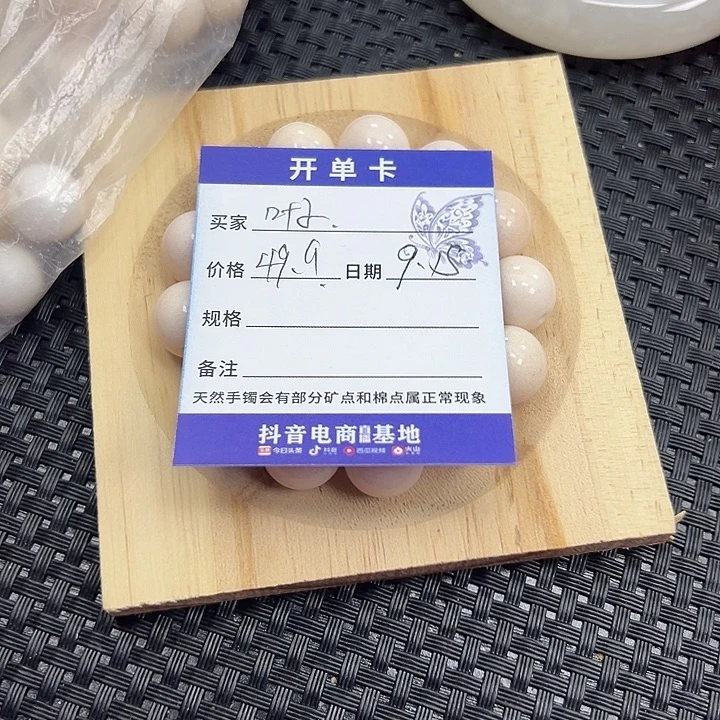 开单卡
买家
价格 49.9 日期 9.15
规格
备注
天然手镯会有部分矿点和棉点属正常现象
抖音电商自播基地
今日头条 抖音 西瓜视频 火山